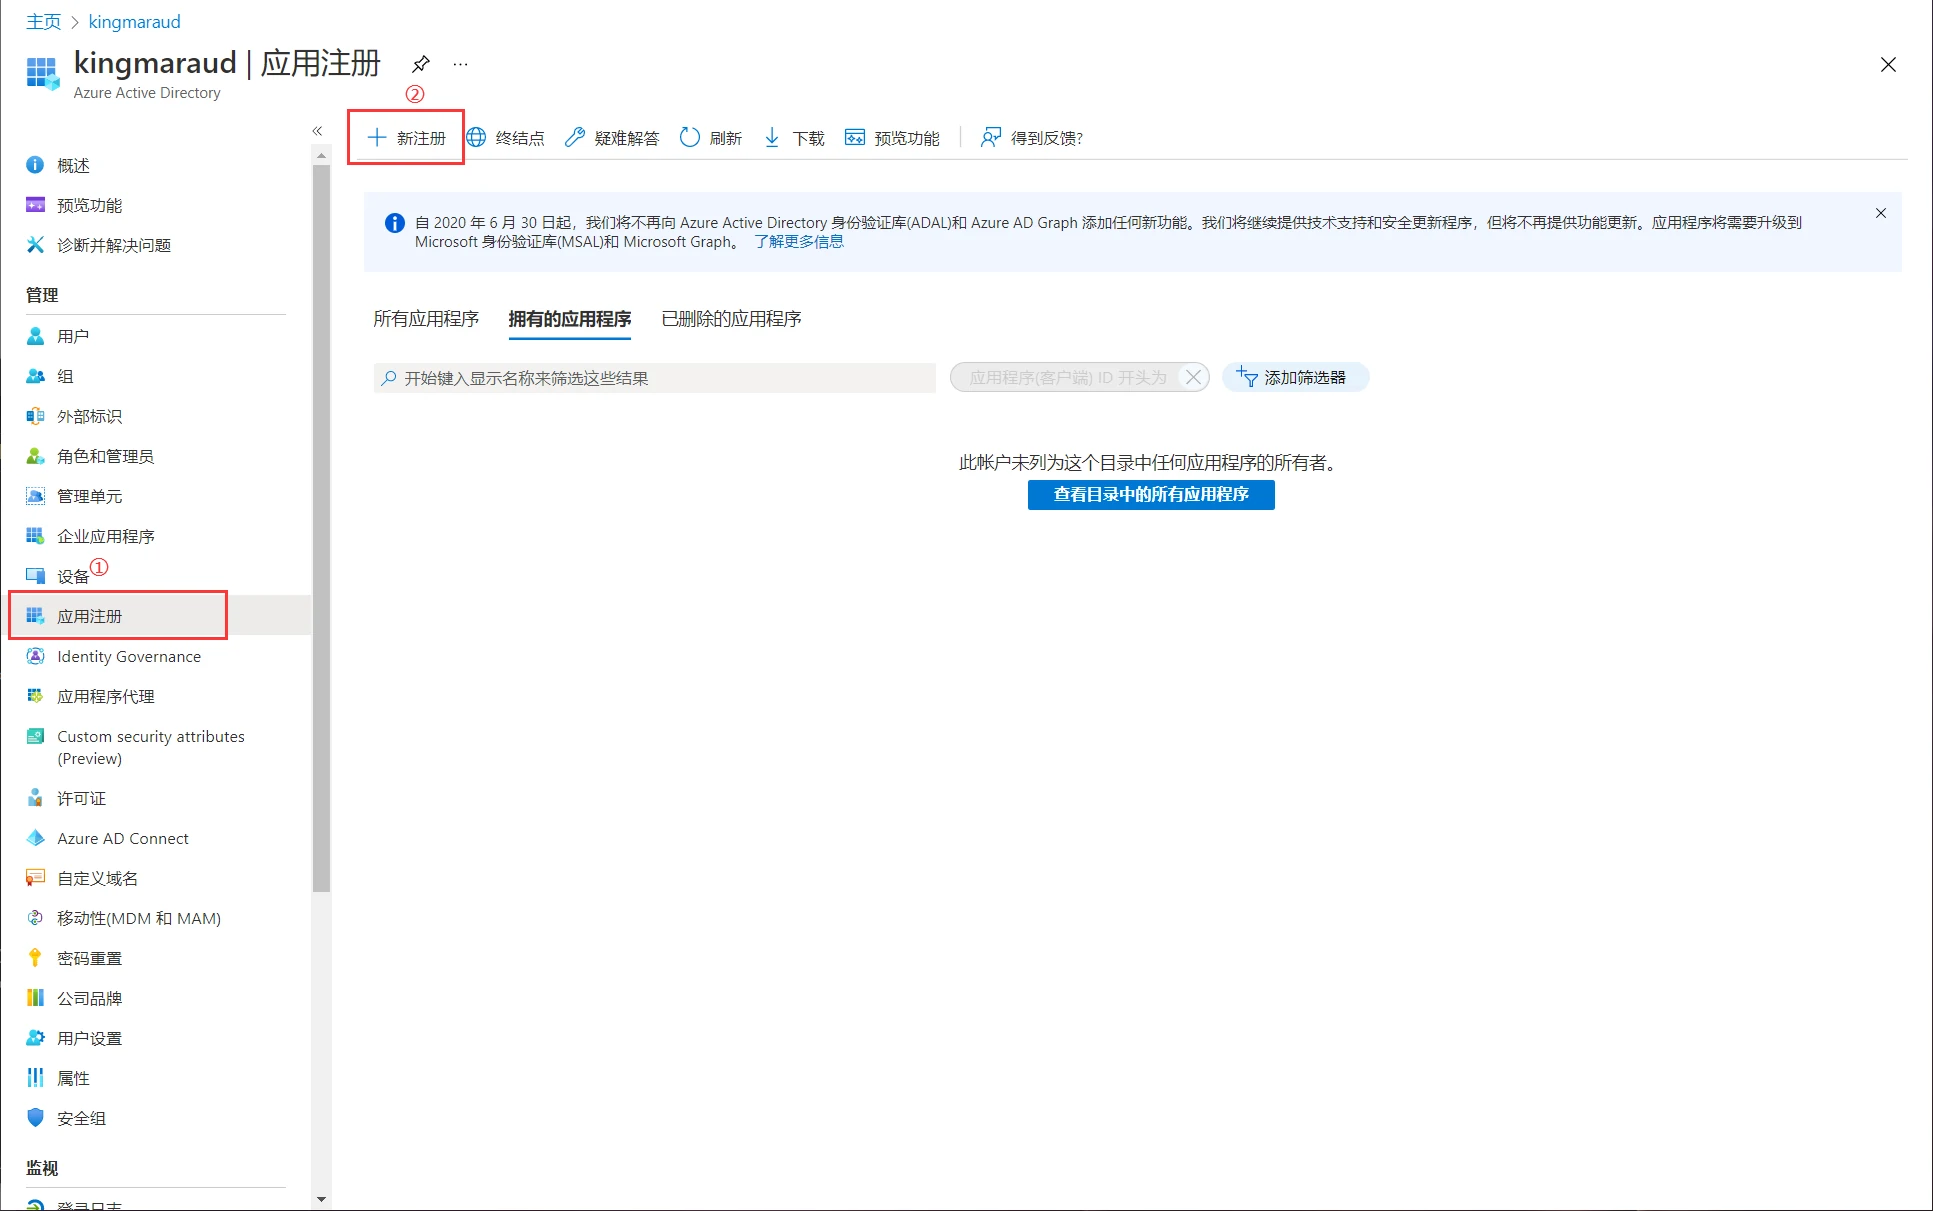 主页 > kingmaraud
kingmaraud | 应用注册
Azure Active Directory
②
新注册 终结点 疑难解答 刷新 下载 预览功能 得到反馈?
概述
预览功能
诊断并解决问题
管理
用户
组
外部标识
角色和管理员
管理单元
企业应用程序
设备
①
应用注册
Identity Governance
应用程序代理
Custom security attributes
(Preview)
许可证
Azure AD Connect
自定义域名
移动性(MDM 和 MAM)
密码重置
公司品牌
用户设置
属性
安全组
监视
登录日志
自 2020 年 6 月 30 日起，我们将不再向 Azure Active Directory 身份验证库(ADAL)和 Azure AD Graph 添加任何新功能。我们将继续提供技术支持和安全更新程序，但将不再提供功能更新。应用程序将需要升级到
Microsoft 身份验证库(MSAL)和 Microsoft Graph。 了解更多信息
所有应用程序 拥有的应用程序 已删除的应用程序
开始键入显示名称来筛选这些结果 应用程序(客户端) ID 开头为 添加筛选器
此帐户未列为这个目录中任何应用程序的所有者。
查看目录中的所有应用程序